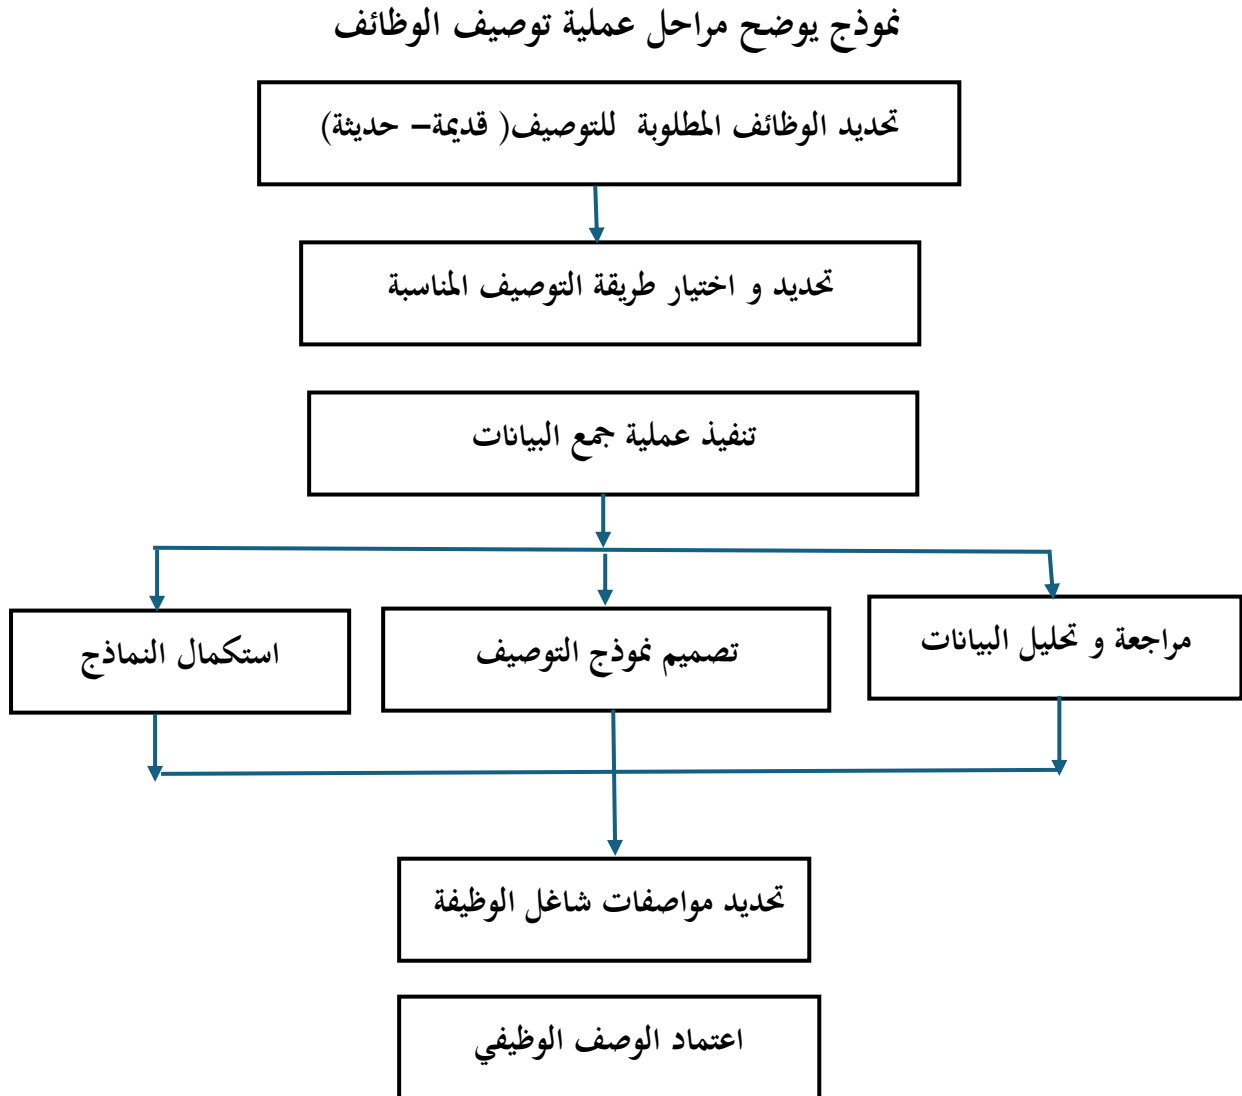 نموذج يوضح مراحل عملية توصيف الوظائف
تحديد الوظائف المطلوبة للتوصيف( قديمة– حديثة)
تحديد و اختيار طريقة التوصيف المناسبة
تنفيذ عملية جمع البيانات
مراجعة و تحليل البيانات
تصميم نموذج التوصيف
استكمال النماذج
تحديد مواصفات شاغل الوظيفة
اعتماد الوصف الوظيفي